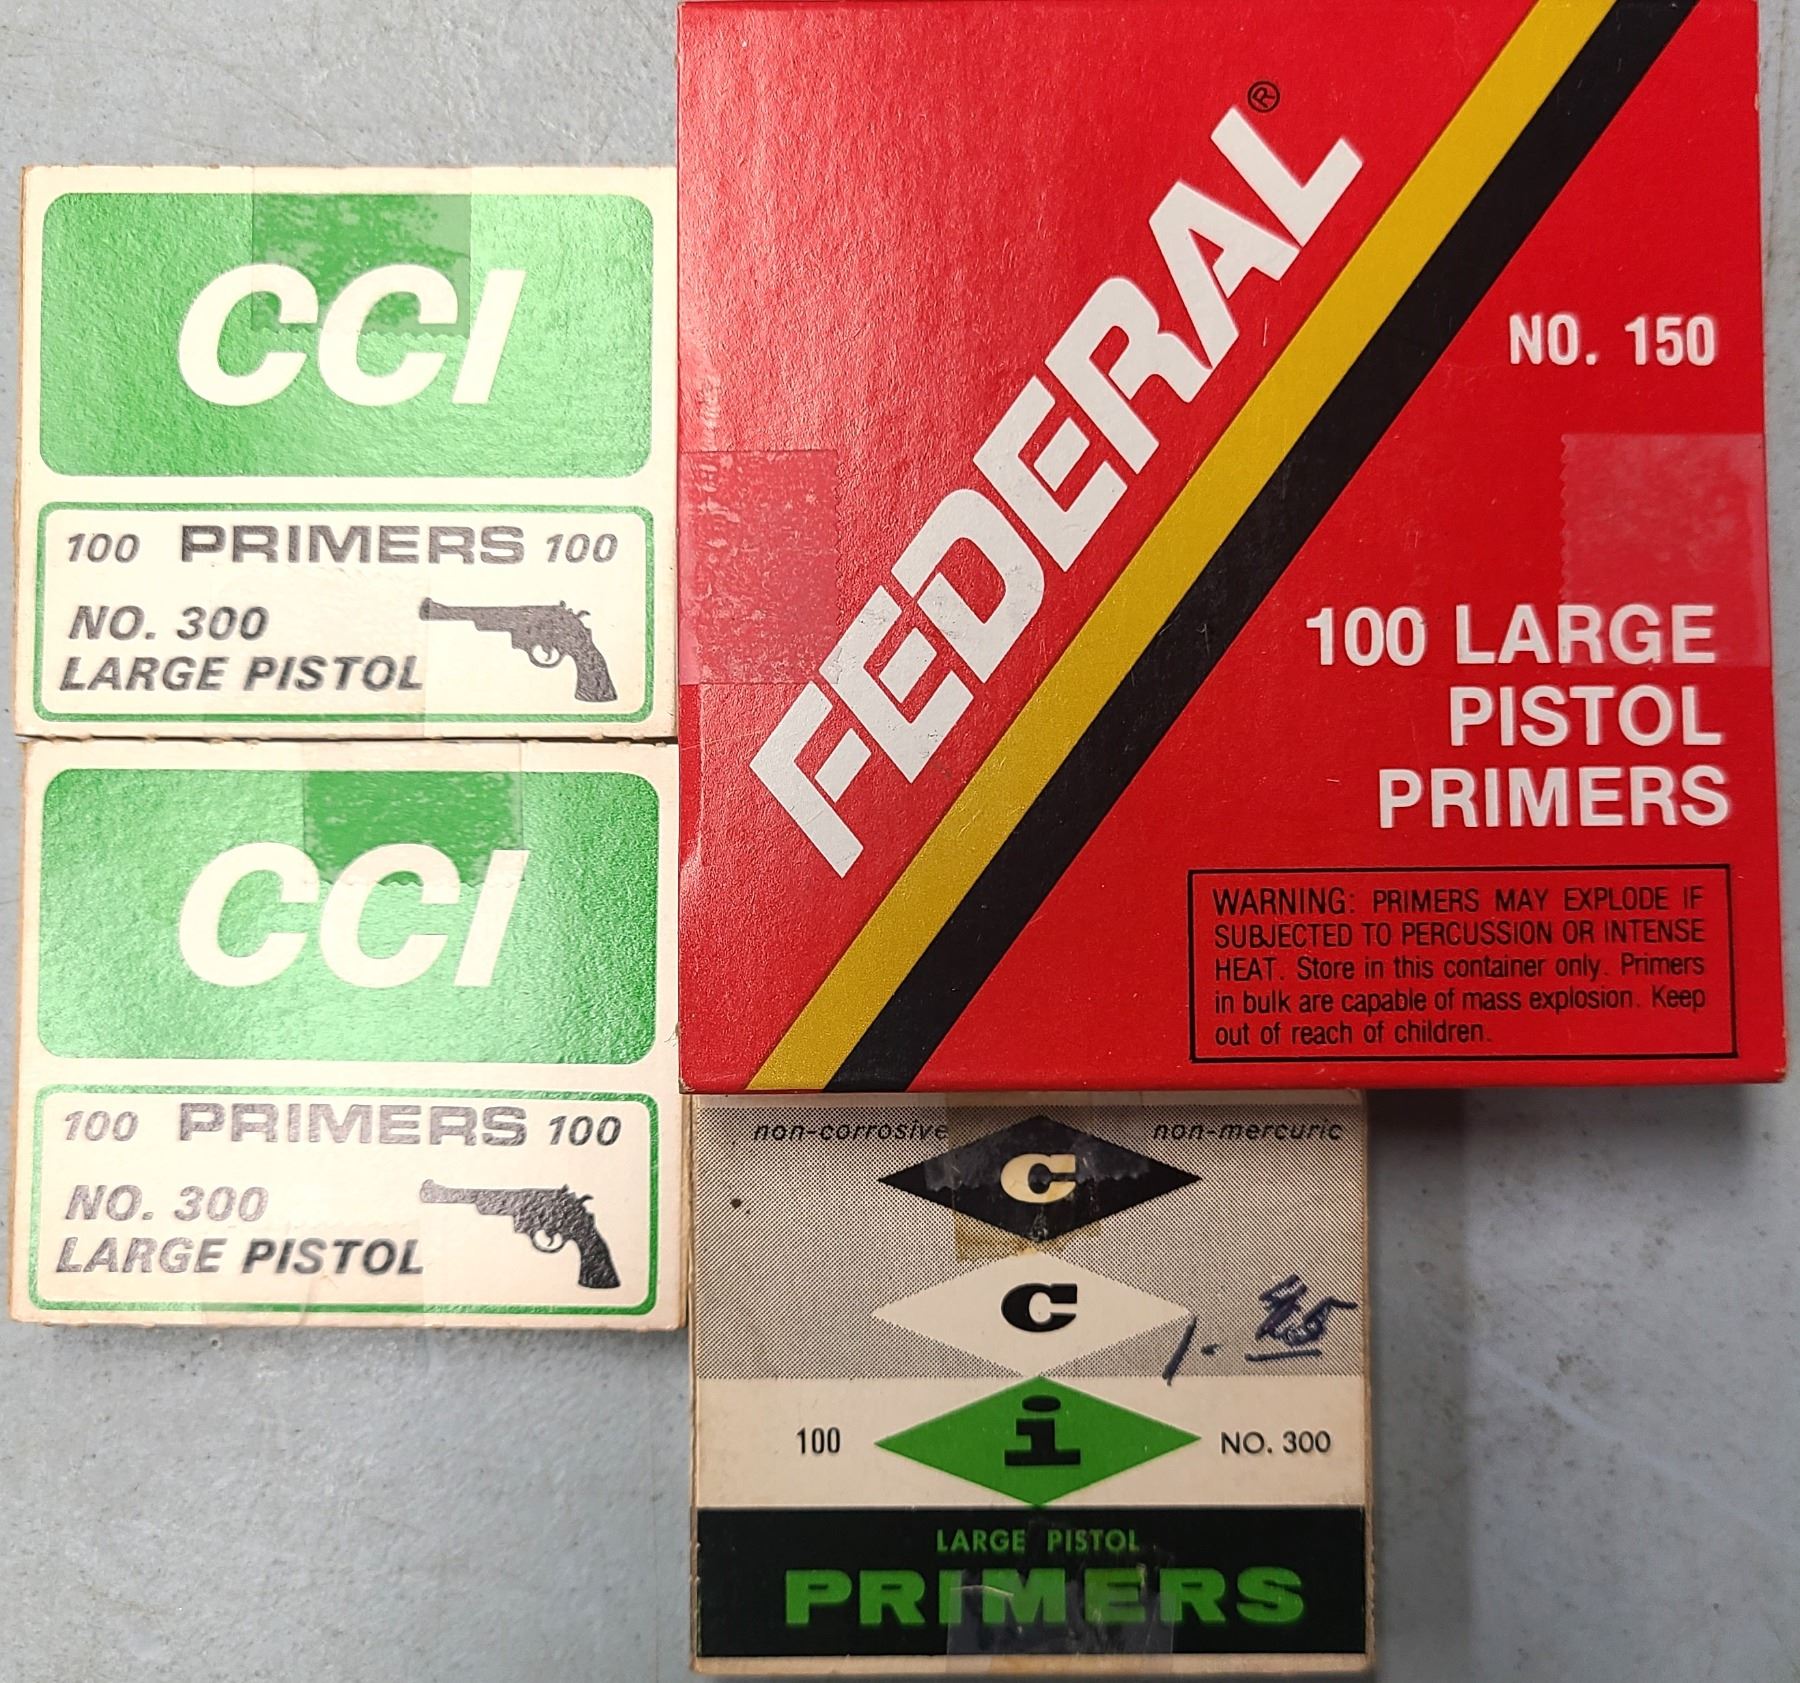 CCI
100 PRIMERS 100
NO. 300
LARGE PISTOL
CCI
100 PRIMERS 100
NO. 300
LARGE PISTOL
FEDERAL®
NO. 150
100 LARGE
PISTOL
PRIMERS
WARNING: PRIMERS MAY EXPLODE IF
SUBJECTED TO PERCUSSION OR INTENSE
HEAT. Store in this container only. Primers
in bulk are capable of mass explosion. Keep
out of reach of children.
non-corrosive non-mercuric
C
C
1-
i
100 NO. 300
LARGE PISTOL
PRIMERS